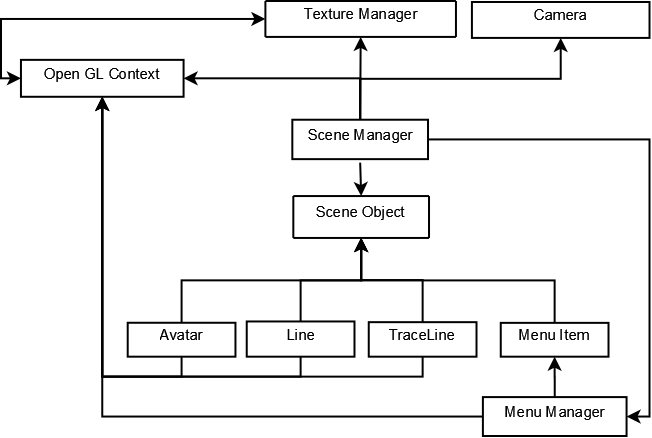 Texture Manager
Camera
Open GL Context
Scene Manager
Scene Object
Avatar
Line
TraceLine
Menu Item
Menu Manager